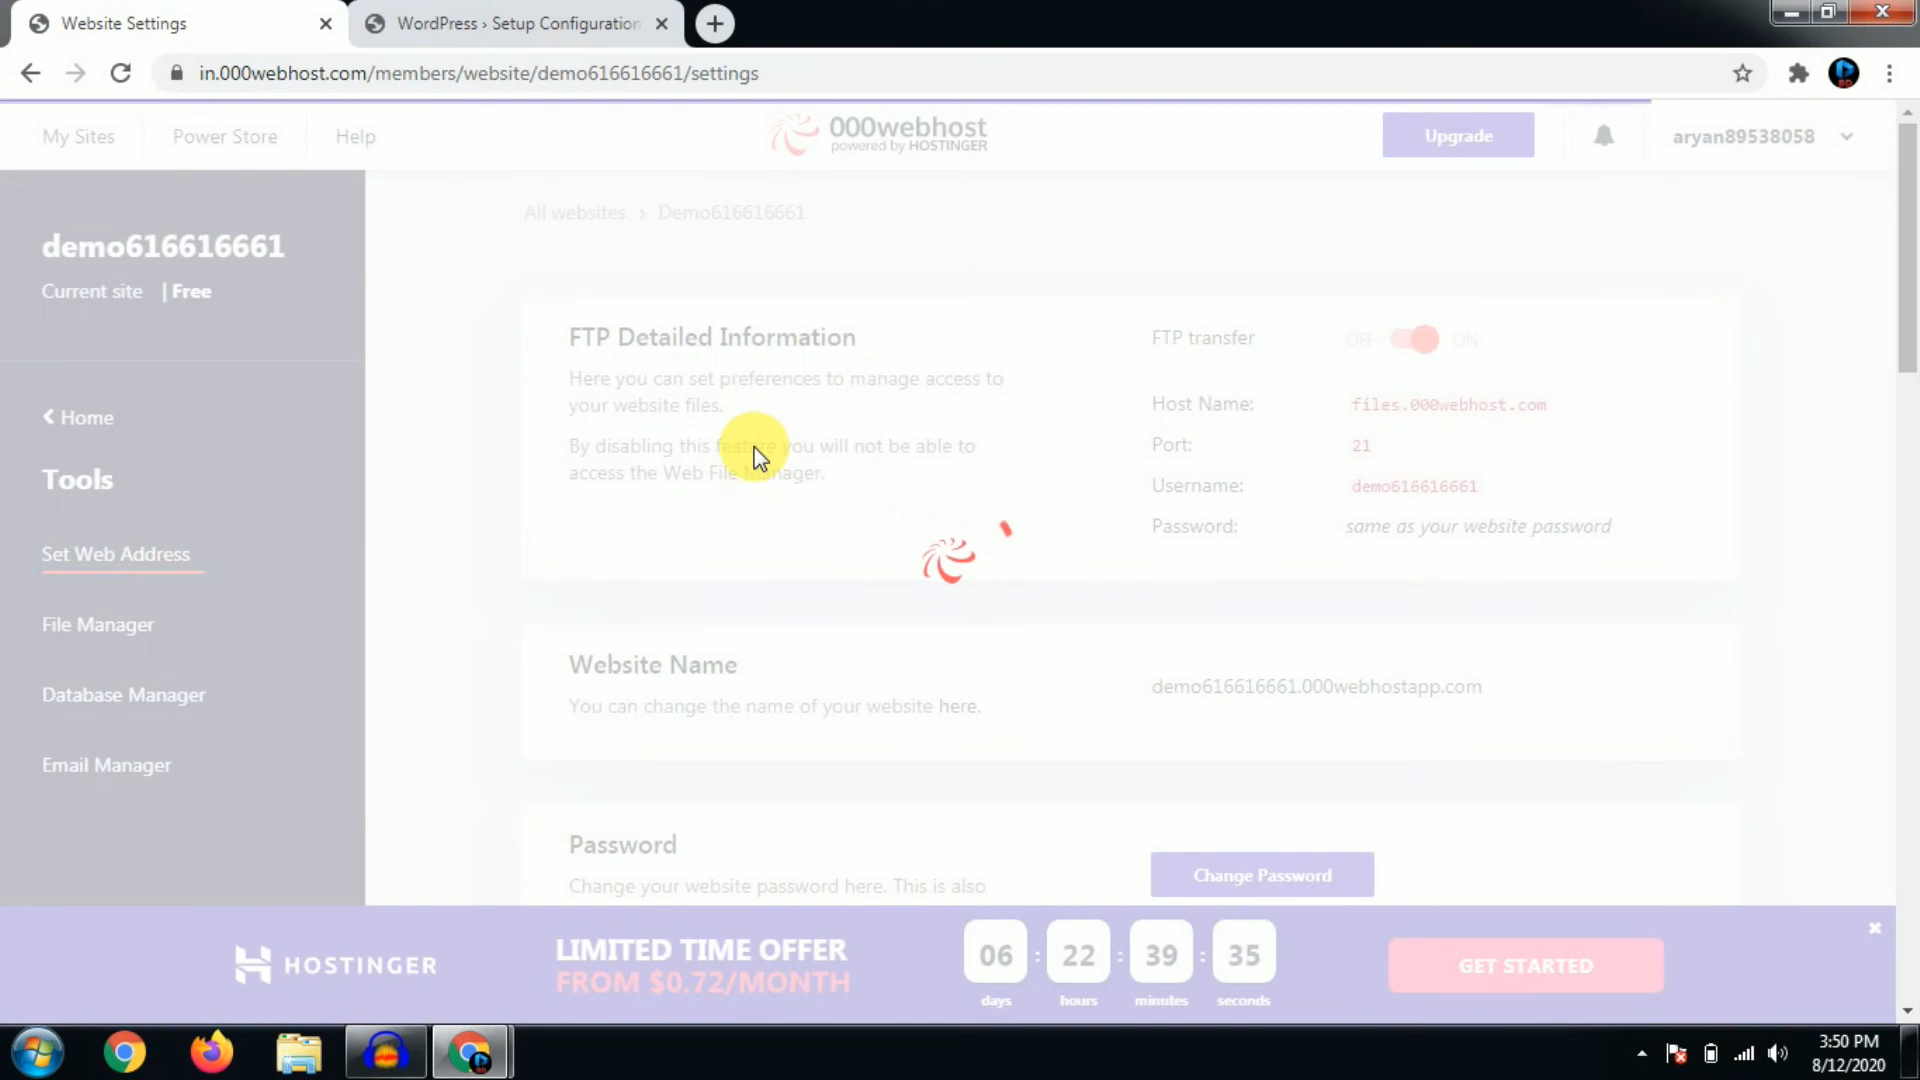 Website Settings
WordPress › Setup Configuration
in.000webhost.com/members/website/demo616616661/settings
My Sites
Power Store
Help
000webhost
powered by HOSTINGER
Upgrade
aryan89538058
demo616616661
Current site | Free
Home
Tools
Set Web Address
File Manager
Database Manager
Email Manager
All websites › Demo616616661
FTP Detailed Information
Here you can set preferences to manage access to
your website files.
By disabling this feature you will not be able to
access the Web File Manager.
FTP transfer
OFF
ON
Host Name: files.000webhost.com
Port: 21
Username: demo616616661
Password: same as your website password
Website Name
You can change the name of your website here.
demo616616661.000webhostapp.com
Password
Change your website password here. This is also
Change Password
HOSTINGER
LIMITED TIME OFFER
FROM $0.72/MONTH
06 : 22 : 39 : 35
days hours minutes seconds
GET STARTED
3:50 PM
8/12/2020